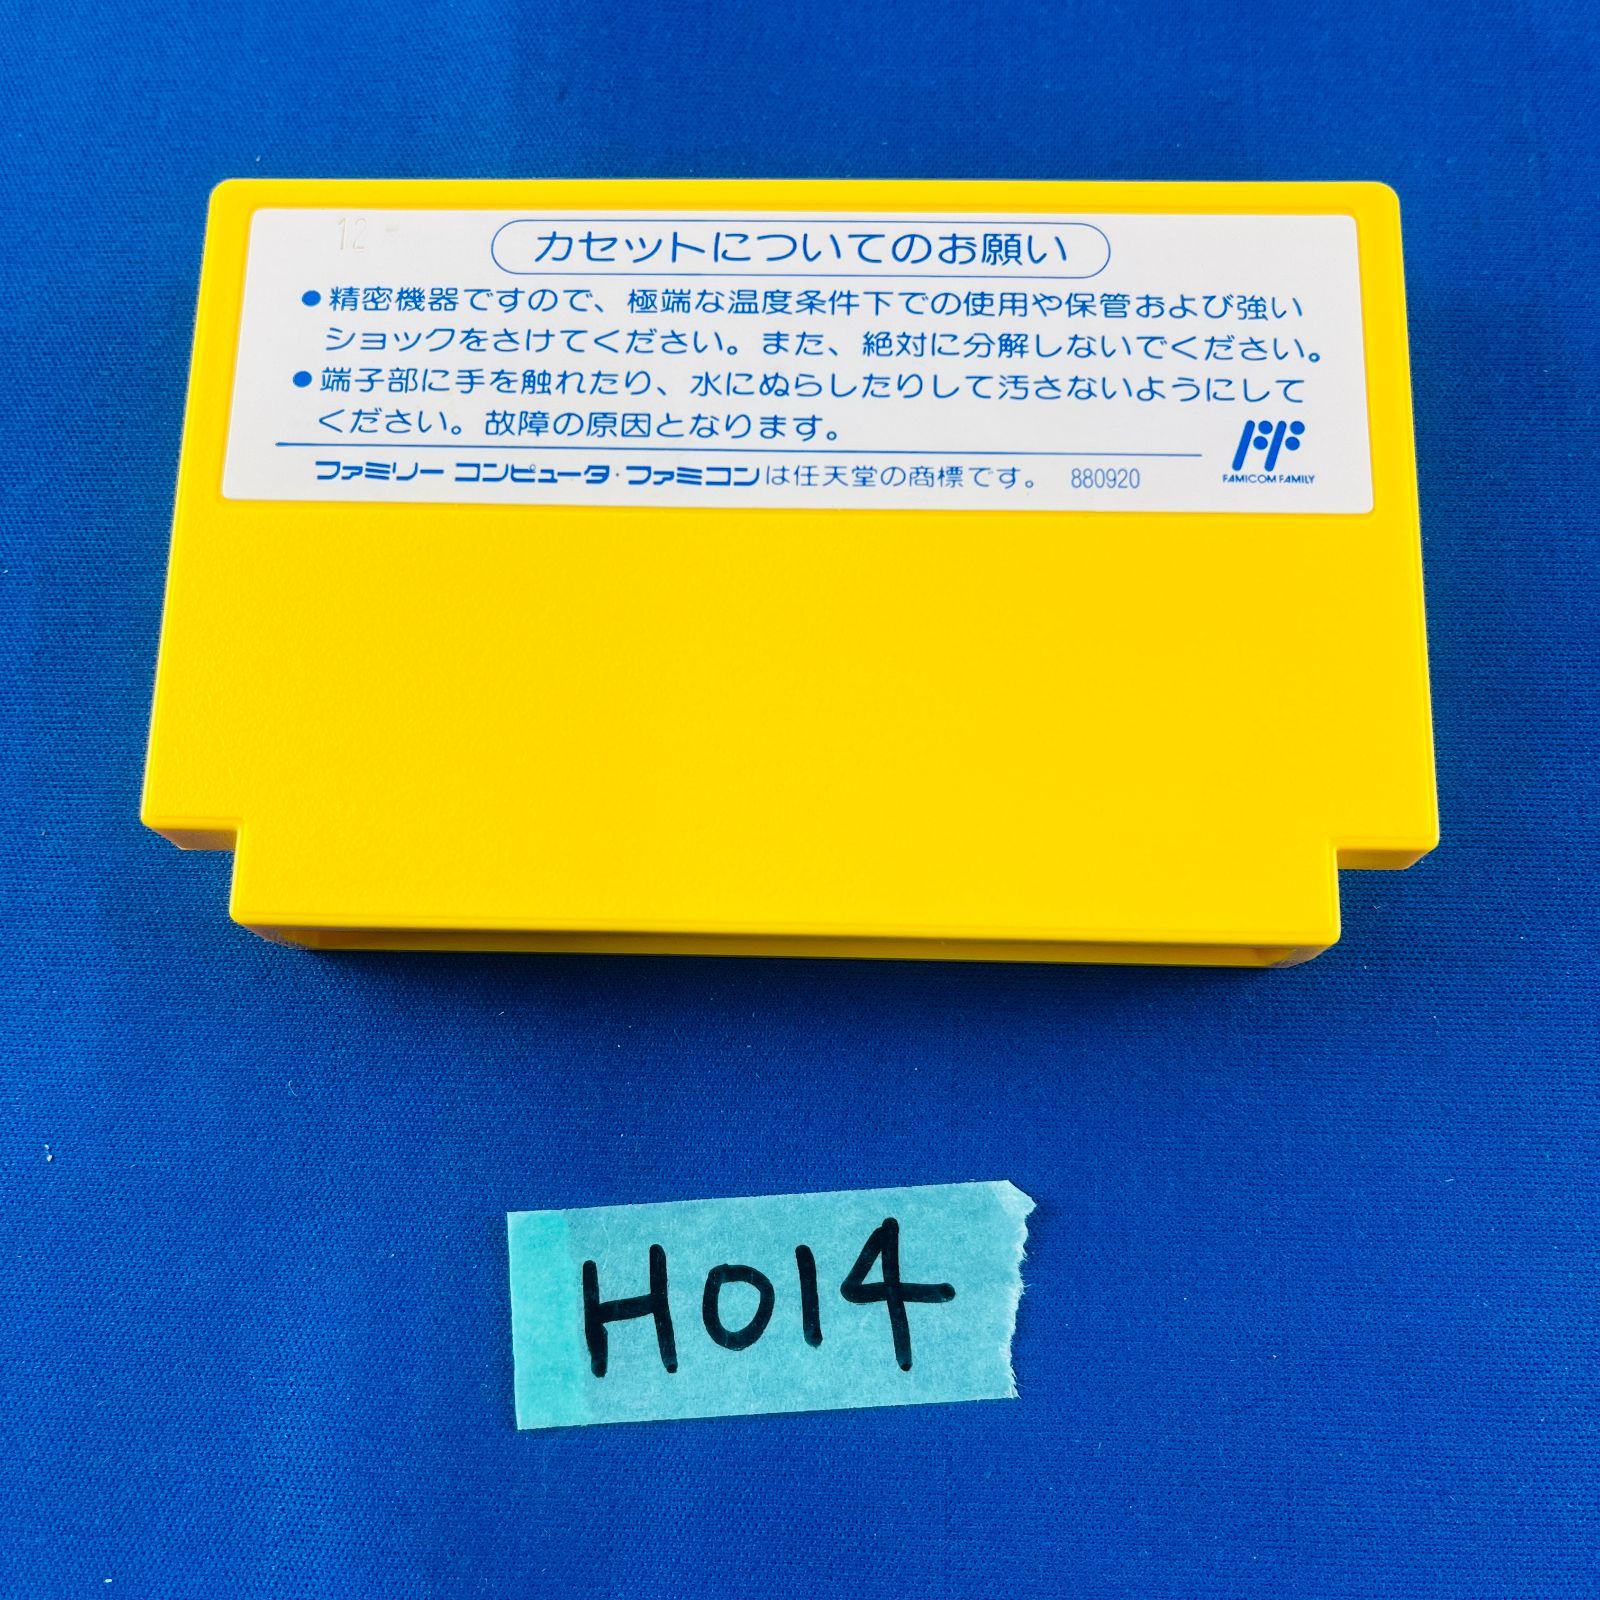 12 -
カセットについてのお願い
●精密機器ですので、極端な温度条件下での使用や保管および強い
ショックをさけてください。また、絶対に分解しないでください。
●端子部に手を触れたり、水にぬらしたりして汚さないようにして
ください。故障の原因となります。
ファミリー コンピュータ・ファミコンは任天堂の商標です。 880920
FAMICOM FAMILY
H014